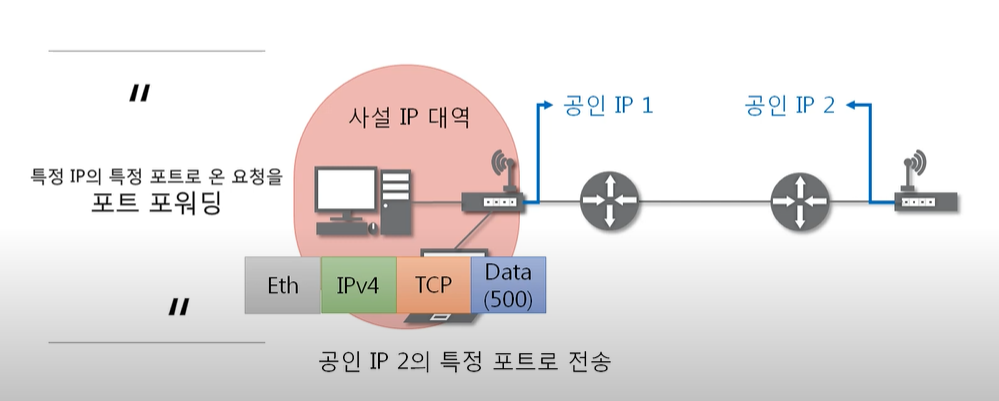 〃
특정 IP의 특정 포트로 온 요청을
포트 포워딩
〃
사설 IP 대역
공인 IP 1
공인 IP 2
Eth
IPv4
TCP
Data
(500)
공인 IP 2의 특정 포트로 전송